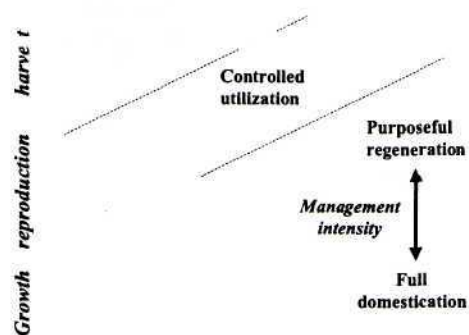 harve t
Controlled
utilization
reproduction
Purposeful
regeneration
Management
intensity
Growth
Full
domestication